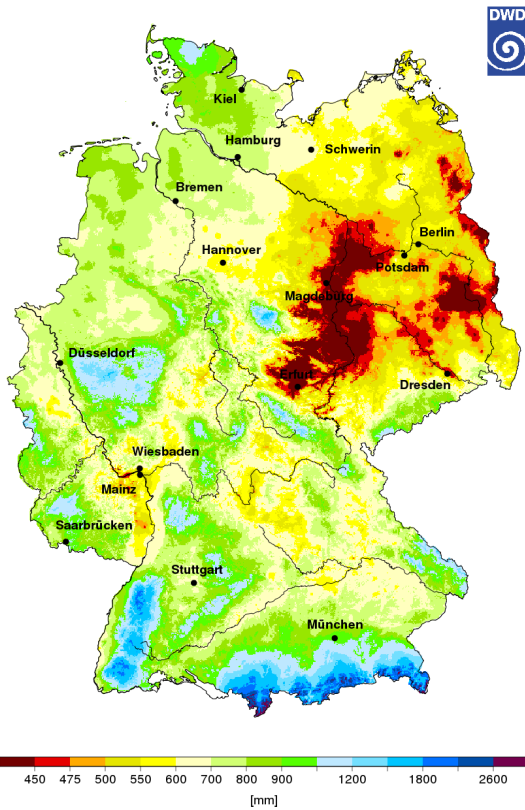 DWD
Kiel
Hamburg
Schwerin
Bremen
Berlin
Hannover
Potsdam
Magdeburg
Düsseldorf
Erfurt
Dresden
Wiesbaden
Mainz
Saarbrücken
Stuttgart
München
450 475 500 550 600 700 800 900 1200 1800 2600
[mm]